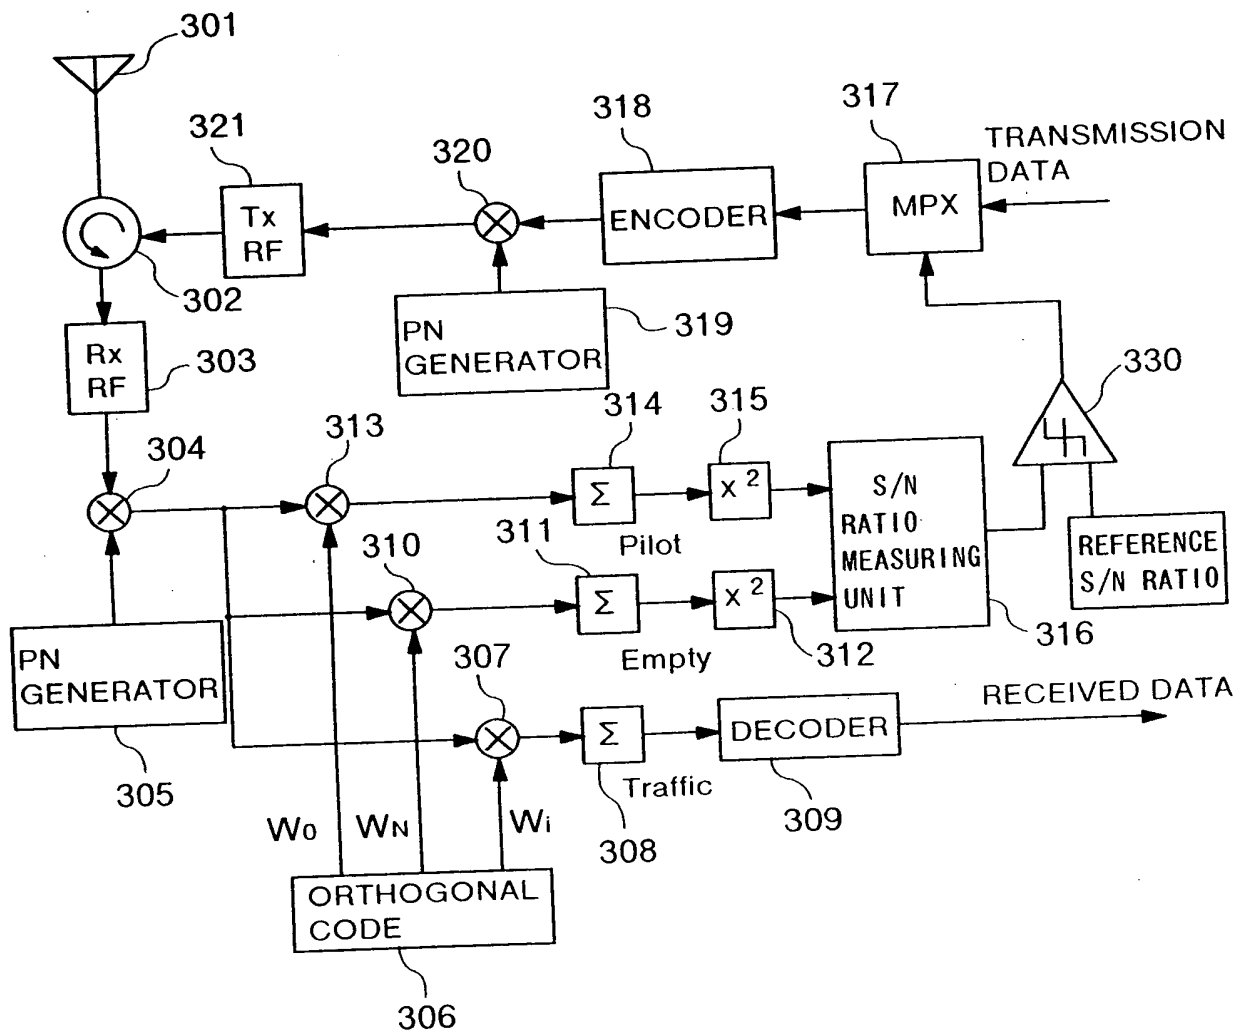 301
321
320
318
317
TRANSMISSION
DATA
Tx
RF
ENCODER
MPX
302
PN
GENERATOR
319
Rx
RF
303
330
304
313
314
315
Σ
X²
Pilot
S/N
RATIO
MEASURING
UNIT
REFERENCE
S/N RATIO
310
311
Σ
X²
Empty
312
316
PN
GENERATOR
305
307
Σ
DECODER
RECEIVED DATA
Traffic
308
309
W0
WN
Wi
ORTHOGONAL
CODE
306